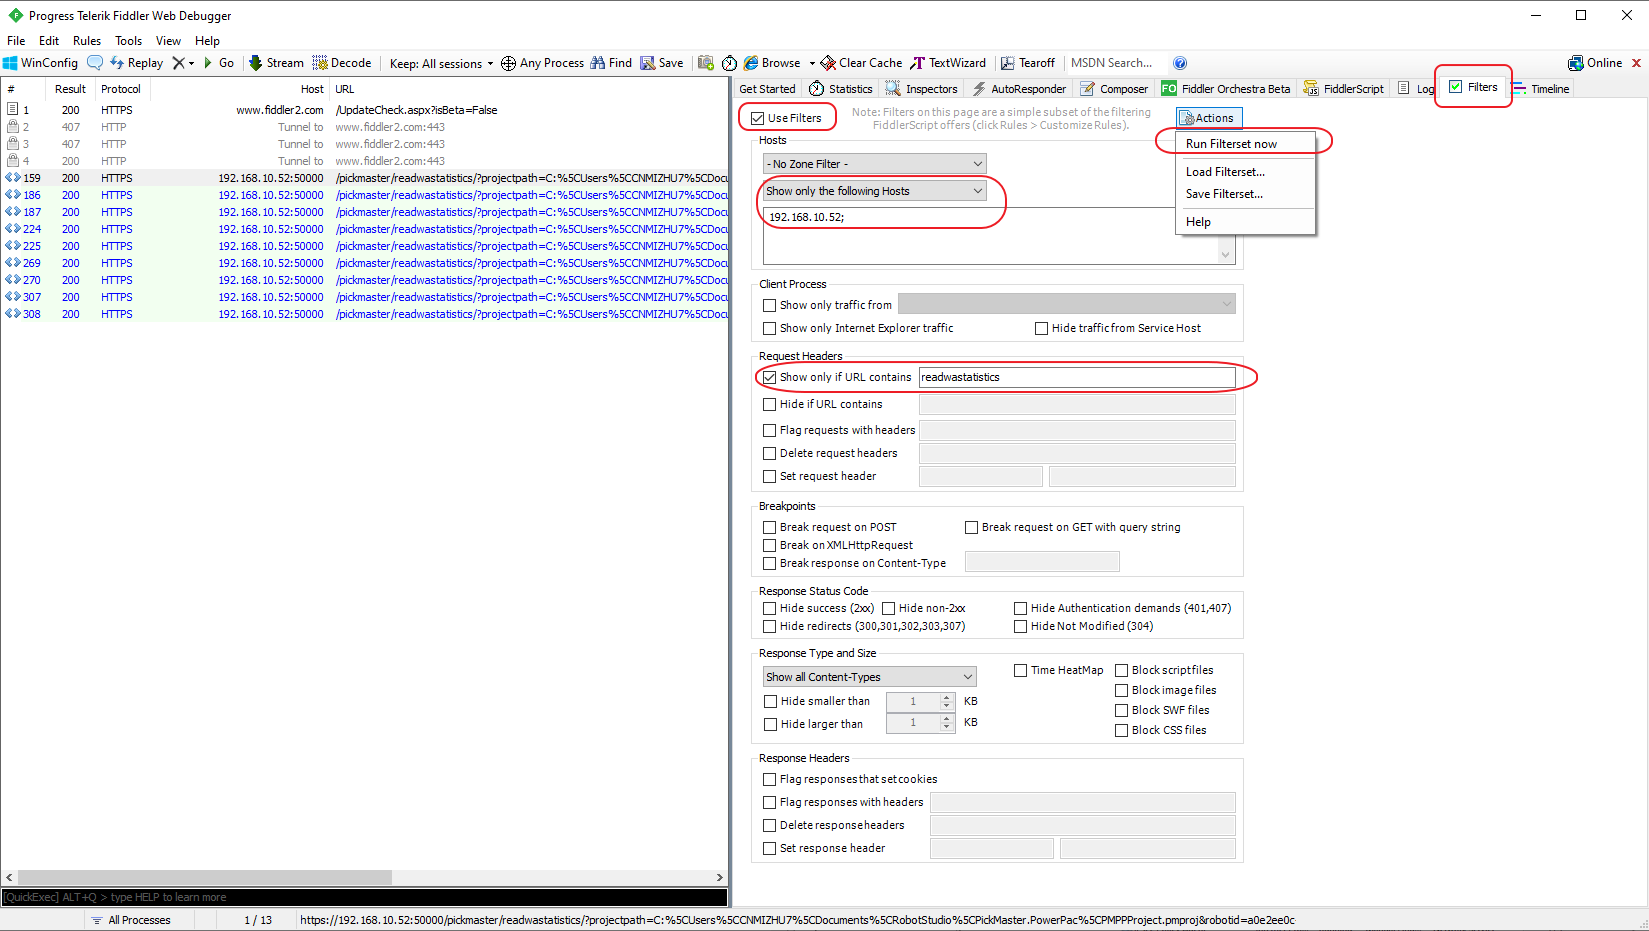 Progress Telerik Fiddler Web Debugger
File Edit Rules Tools View Help
WinConfig Replay Go Stream Decode Keep: All sessions Any Process Find Save Browse Clear Cache TextWizard Tearoff MSDN Search... Online
# Result Protocol Host URL
1 200 HTTPS www.fiddler2.com /UpdateCheck.aspx?isBeta=False
2 407 HTTP Tunnel to www.fiddler2.com:443
3 407 HTTP Tunnel to www.fiddler2.com:443
4 200 HTTP Tunnel to www.fiddler2.com:443
159 200 HTTPS 192.168.10.52:50000 /pickmaster/readwastatistics/?projectpath=C:%5CUsers%5CCNMIZHU7%5CDocu
186 200 HTTPS 192.168.10.52:50000 /pickmaster/readwastatistics/?projectpath=C:%5CUsers%5CCNMIZHU7%5CDocu
187 200 HTTPS 192.168.10.52:50000 /pickmaster/readwastatistics/?projectpath=C:%5CUsers%5CCNMIZHU7%5CDocu
224 200 HTTPS 192.168.10.52:50000 /pickmaster/readwastatistics/?projectpath=C:%5CUsers%5CCNMIZHU7%5CDocu
225 200 HTTPS 192.168.10.52:50000 /pickmaster/readwastatistics/?projectpath=C:%5CUsers%5CCNMIZHU7%5CDocu
269 200 HTTPS 192.168.10.52:50000 /pickmaster/readwastatistics/?projectpath=C:%5CUsers%5CCNMIZHU7%5CDocu
270 200 HTTPS 192.168.10.52:50000 /pickmaster/readwastatistics/?projectpath=C:%5CUsers%5CCNMIZHU7%5CDocu
307 200 HTTPS 192.168.10.52:50000 /pickmaster/readwastatistics/?projectpath=C:%5CUsers%5CCNMIZHU7%5CDocu
308 200 HTTPS 192.168.10.52:50000 /pickmaster/readwastatistics/?projectpath=C:%5CUsers%5CCNMIZHU7%5CDocu
Get Started Statistics Inspectors AutoResponder Composer FO Fiddler Orchestra Beta FiddlerScript Log Filters Timeline
Use Filters
Note: Filters on this page are a simple subset of the filtering
FiddlerScript offers (click Rules > Customize Rules).
Actions
Run Filterset now
Load Filterset...
Save Filterset...
Help
Hosts
- No Zone Filter -
Show only the following Hosts
192.168.10.52;
Client Process
Show only traffic from
Show only Internet Explorer traffic Hide traffic from Service Host
Request Headers
Show only if URL contains readwastatistics
Hide if URL contains
Flag requests with headers
Delete request headers
Set request header
Breakpoints
Break request on POST Break request on GET with query string
Break on XMLHttpRequest
Break response on Content-Type
Response Status Code
Hide success (2xx) Hide non-2xx Hide Authentication demands (401,407)
Hide redirects (300,301,302,303,307) Hide Not Modified (304)
Response Type and Size
Show all Content-Types Time HeatMap Block script files
Block image files
Hide smaller than 1 KB
Block SWF files
Hide larger than 1 KB
Block CSS files
Response Headers
Flag responses that set cookies
Flag responses with headers
Delete response headers
Set response header
[QuickExec] ALT+Q > type HELP to learn more
All Processes 1 / 13 https://192.168.10.52:50000/pickmaster/readwastatistics/?projectpath=C:%5CUsers%5CCNMIZHU7%5CDocuments%5CRobotStudio%5CPickMaster.PowerPac%5CMPPProject.pmproj&robotid=a0e2ee0c